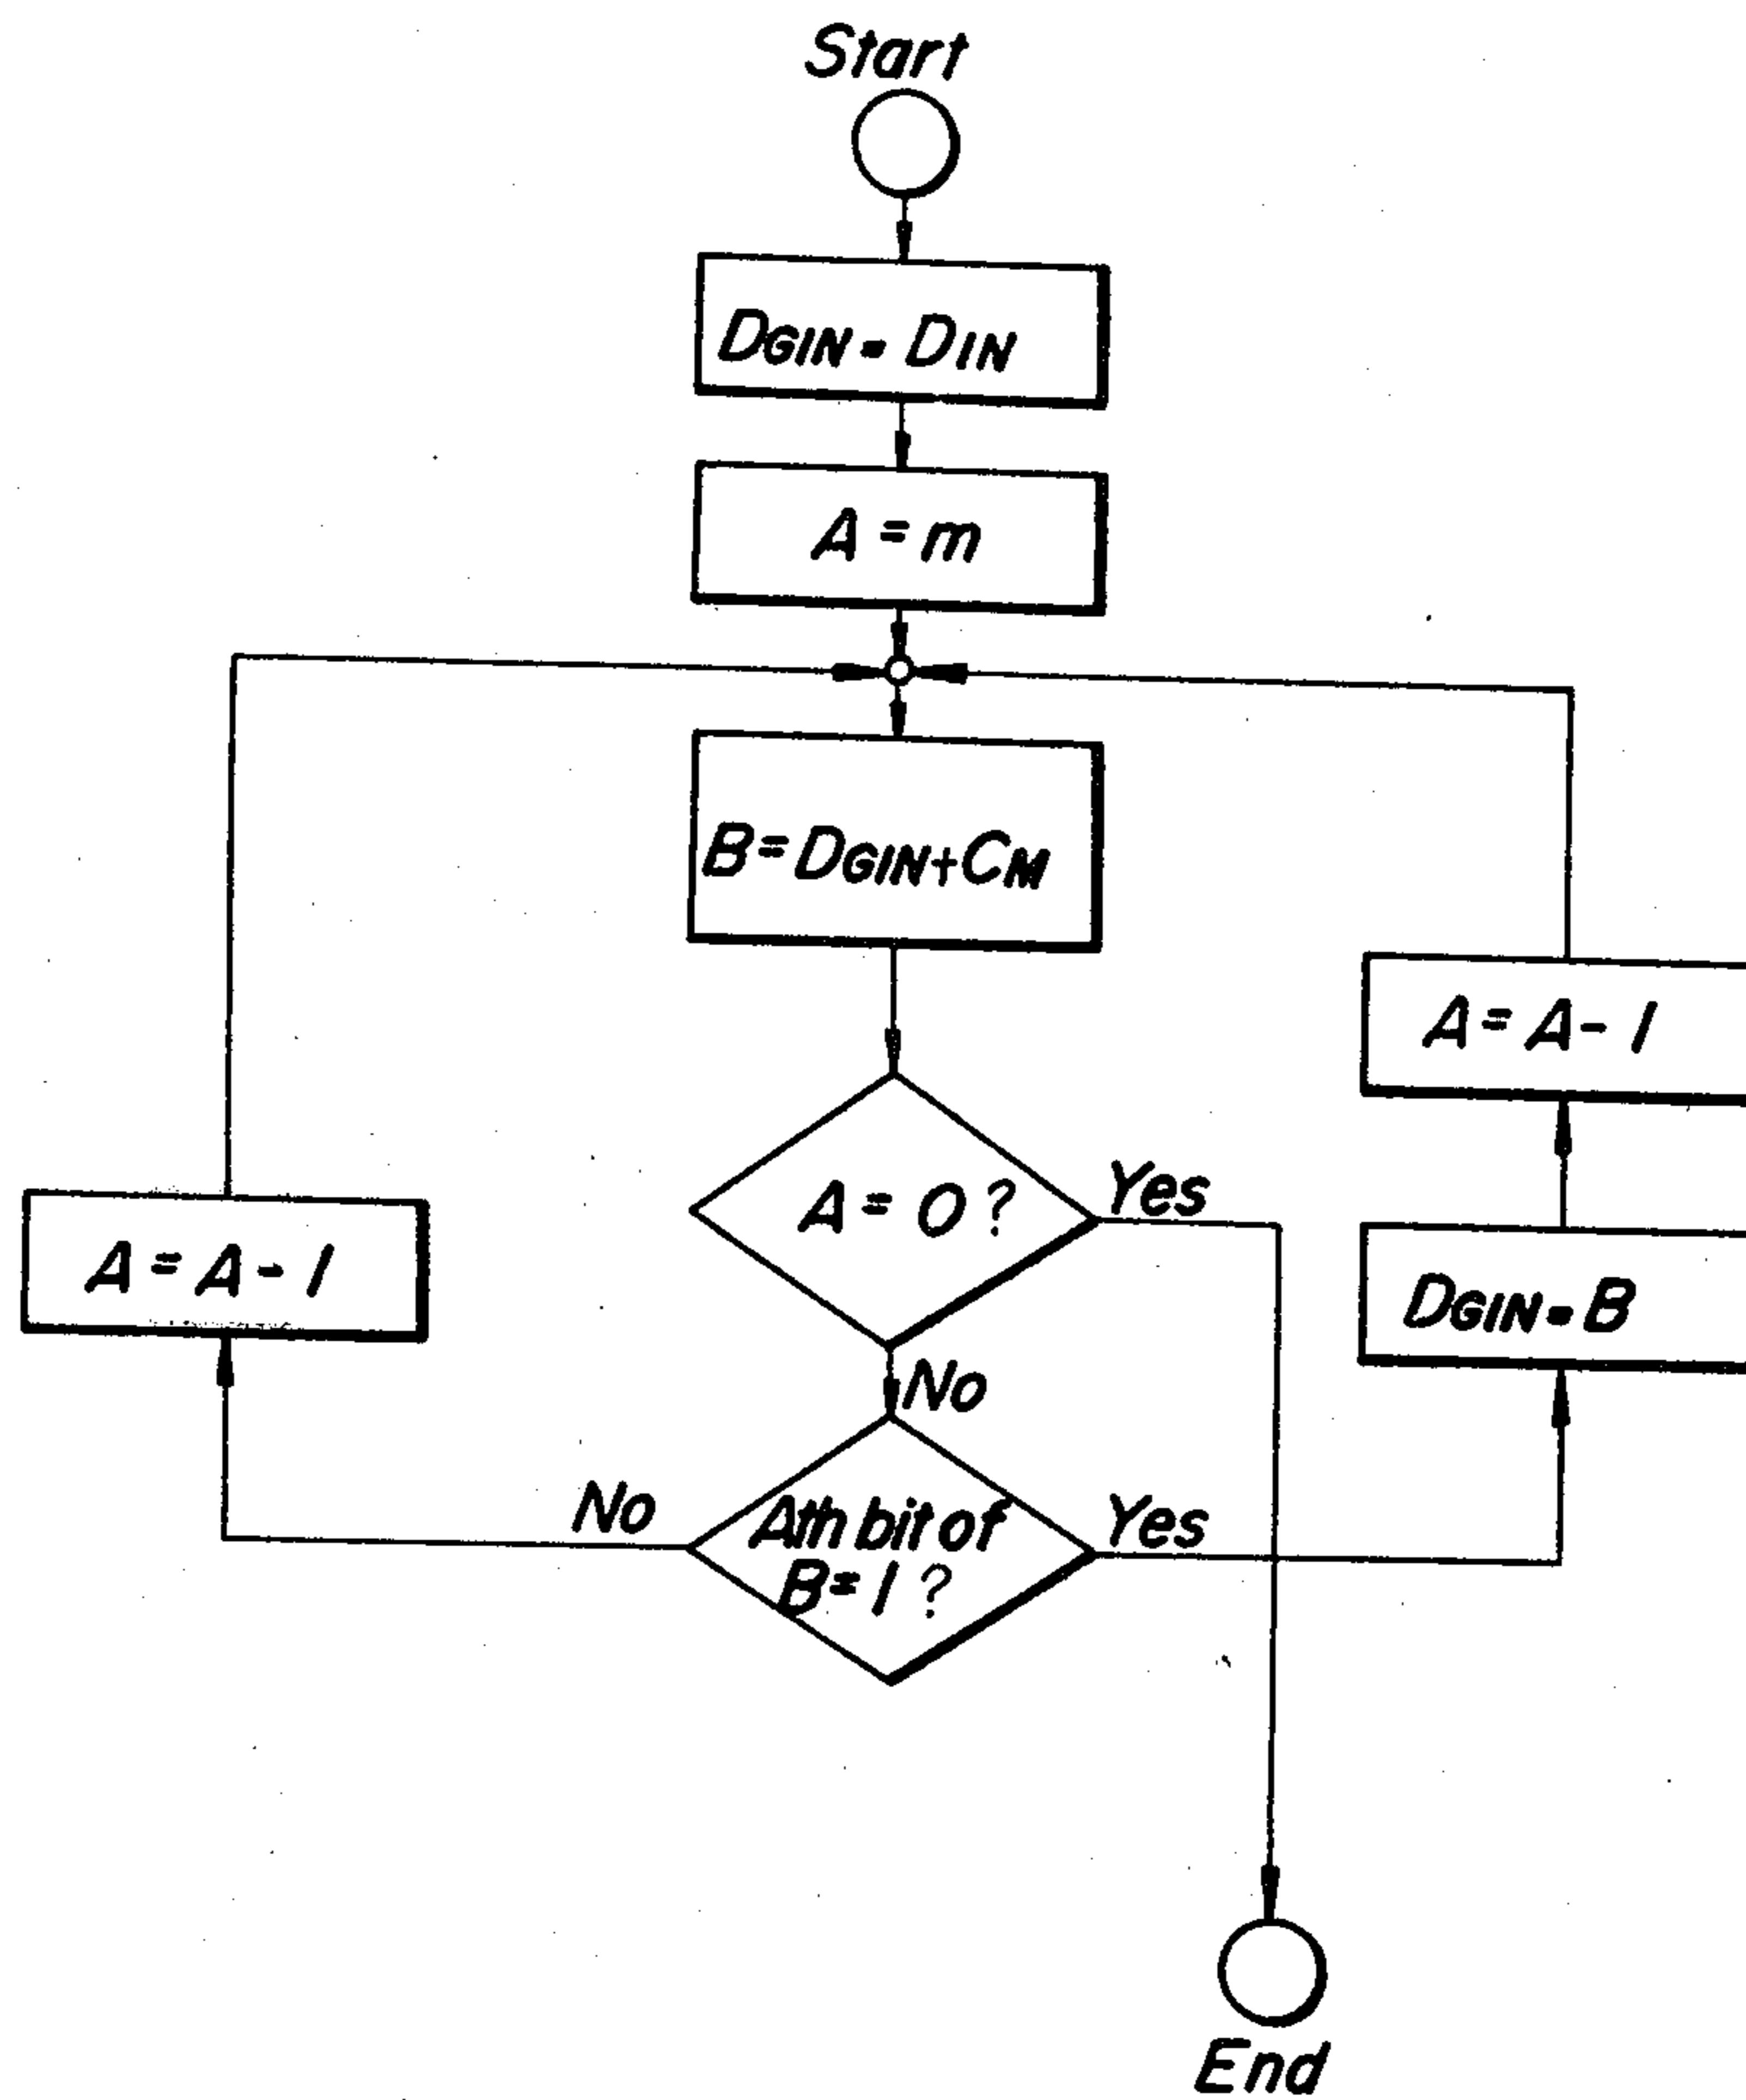 Start
DGIN = DIN
A = m
B = DGIN + CM
A = A - 1
A = 0 ?
Yes
A = A - 1
DGIN = B
No
No
Ath bit of
B = 1 ?
Yes
End